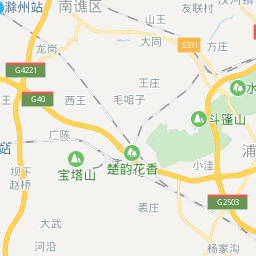 滁州站
南谯区
友联村
山王
大同
S331
方庄
龙岗
G4221
王庄
G40
西王
毛咀子
水
斗篷山
广陈
站
浦
坝下
赵桥
宝塔山
楚韵花香
小洼
裴庄
G2503
大武
河沿
杨家沟